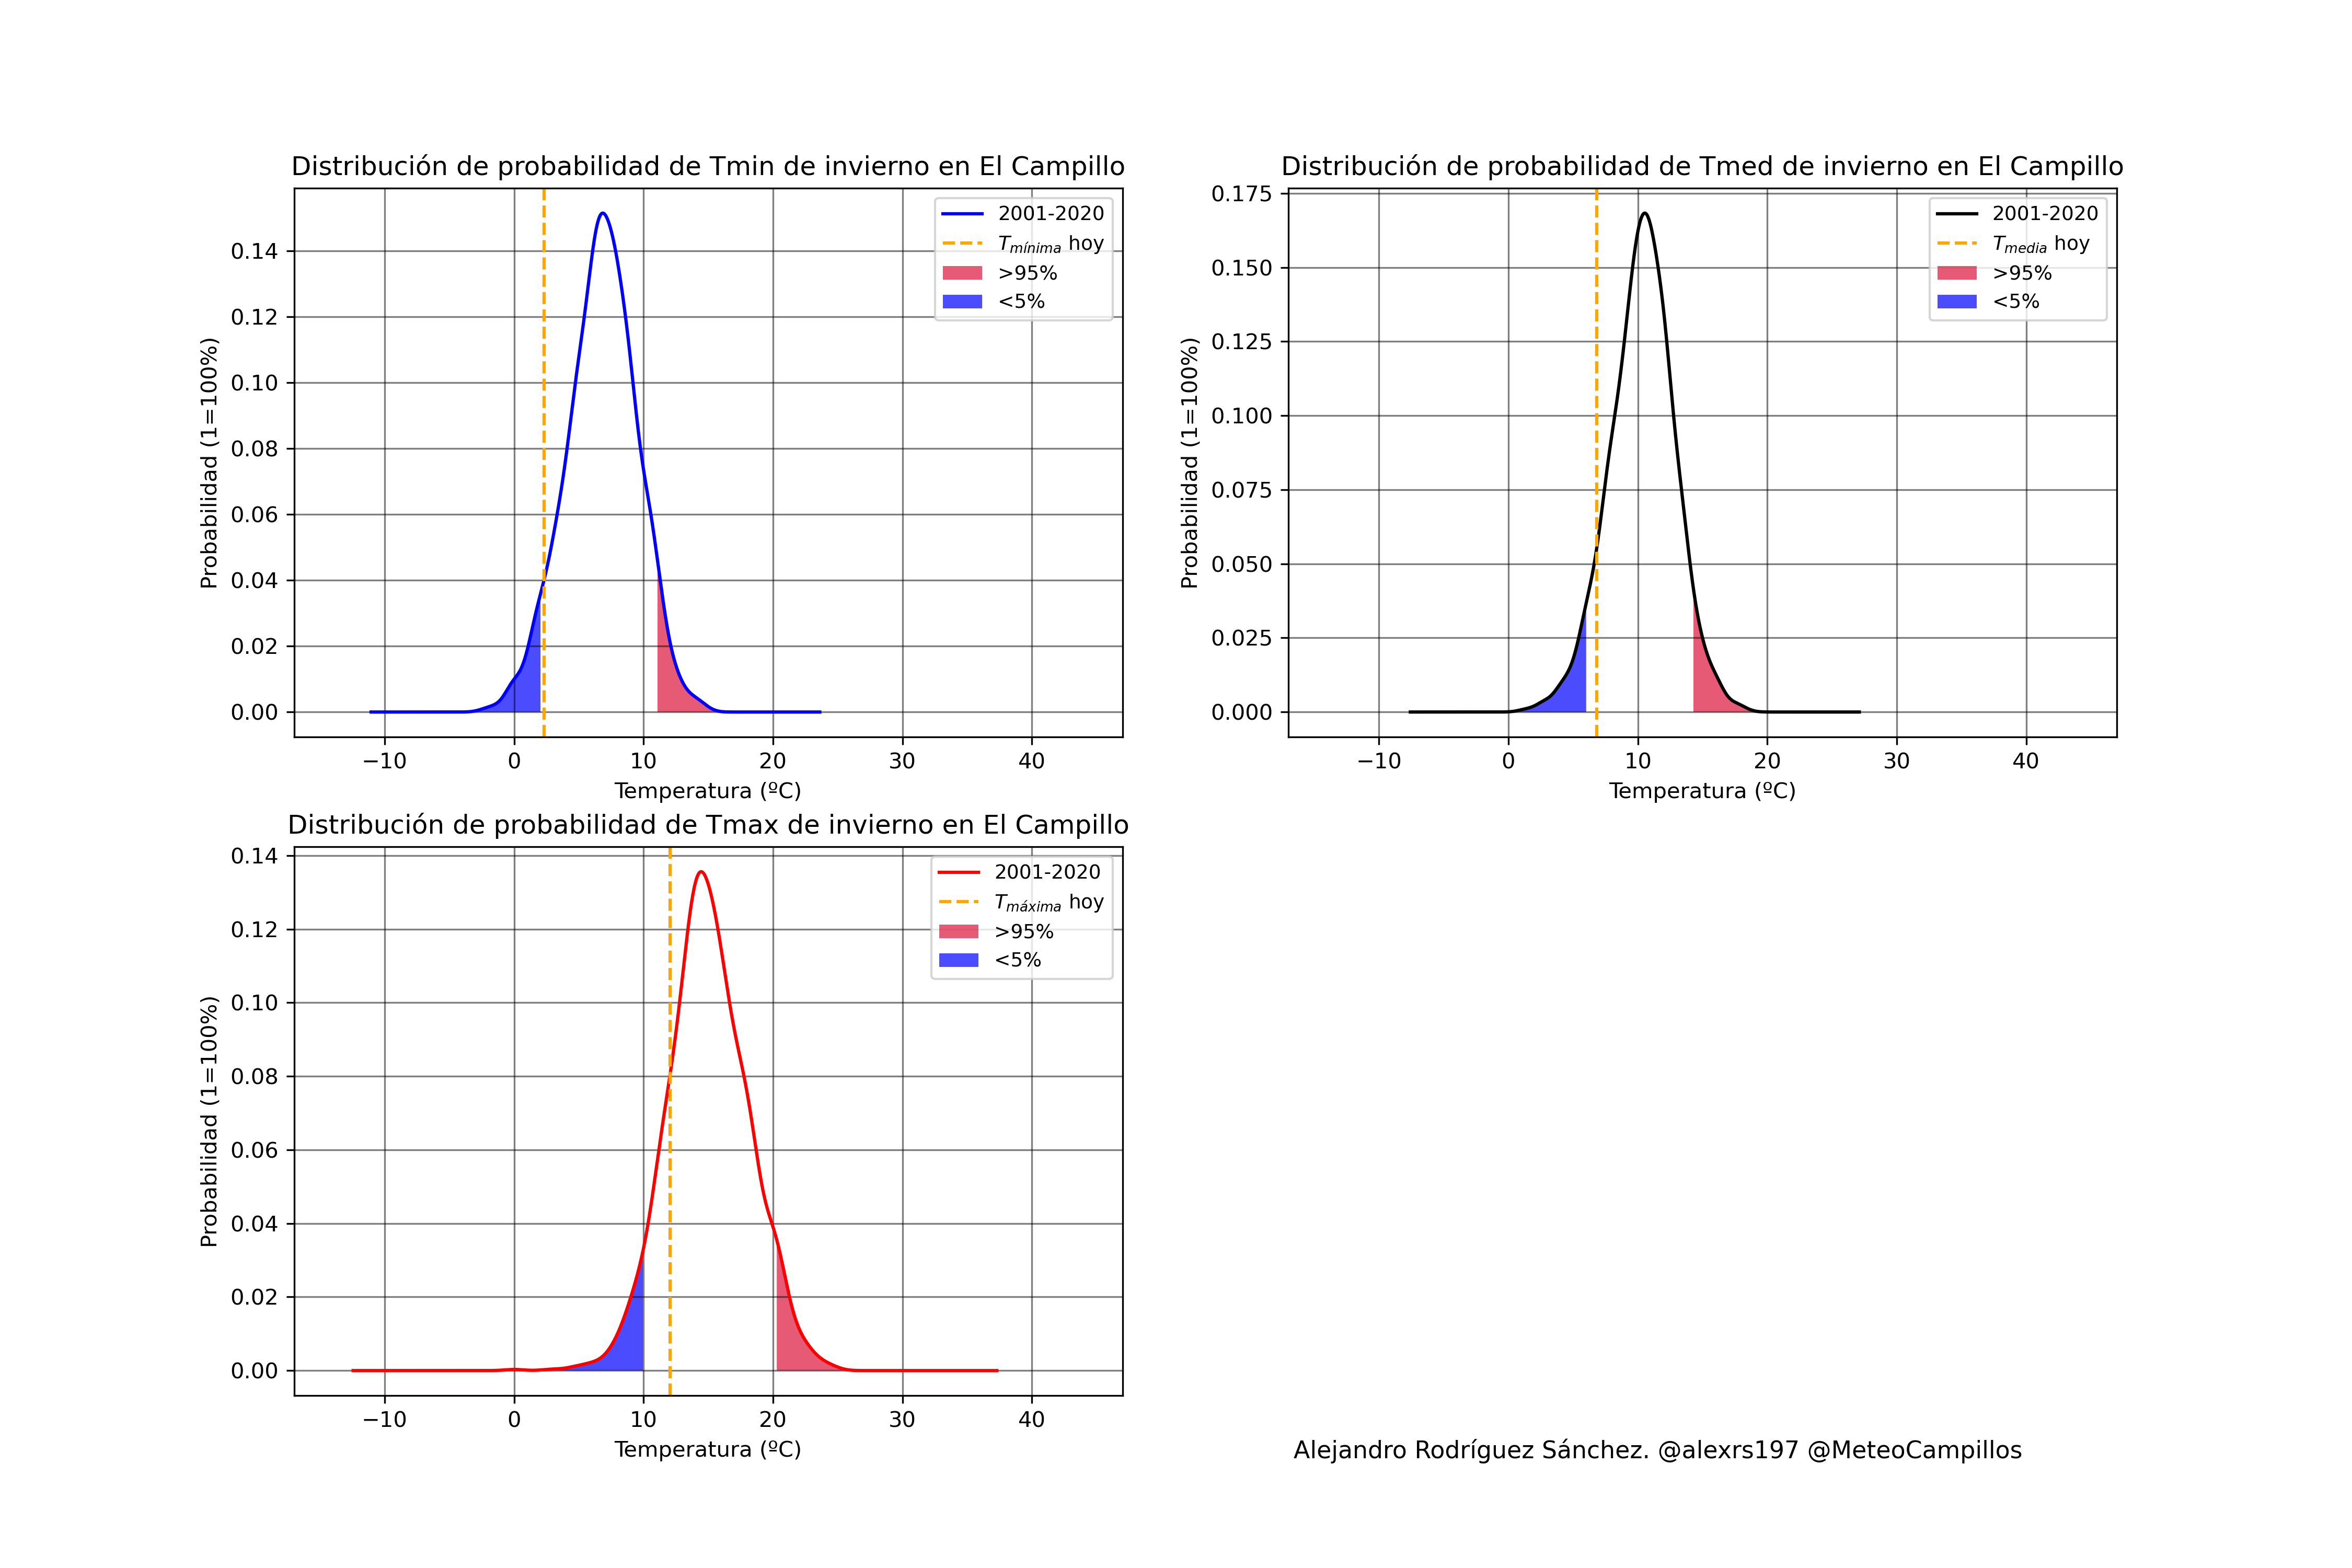 Distribución de probabilidad de Tmin de invierno en El Campillo
0.14
0.12
0.10
0.08
0.06
0.04
0.02
0.00
Probabilidad (1=100%)
2001-2020
Tmínima hoy
>95%
<5%
−10 0 10 20 30 40
Temperatura (ºC)
Distribución de probabilidad de Tmed de invierno en El Campillo
0.175
0.150
0.125
0.100
0.075
0.050
0.025
0.000
Probabilidad (1=100%)
2001-2020
Tmedia hoy
>95%
<5%
−10 0 10 20 30 40
Temperatura (ºC)
Distribución de probabilidad de Tmax de invierno en El Campillo
0.14
0.12
0.10
0.08
0.06
0.04
0.02
0.00
Probabilidad (1=100%)
2001-2020
Tmáxima hoy
>95%
<5%
−10 0 10 20 30 40
Temperatura (ºC)
Alejandro Rodríguez Sánchez. @alexrs197 @MeteoCampillos